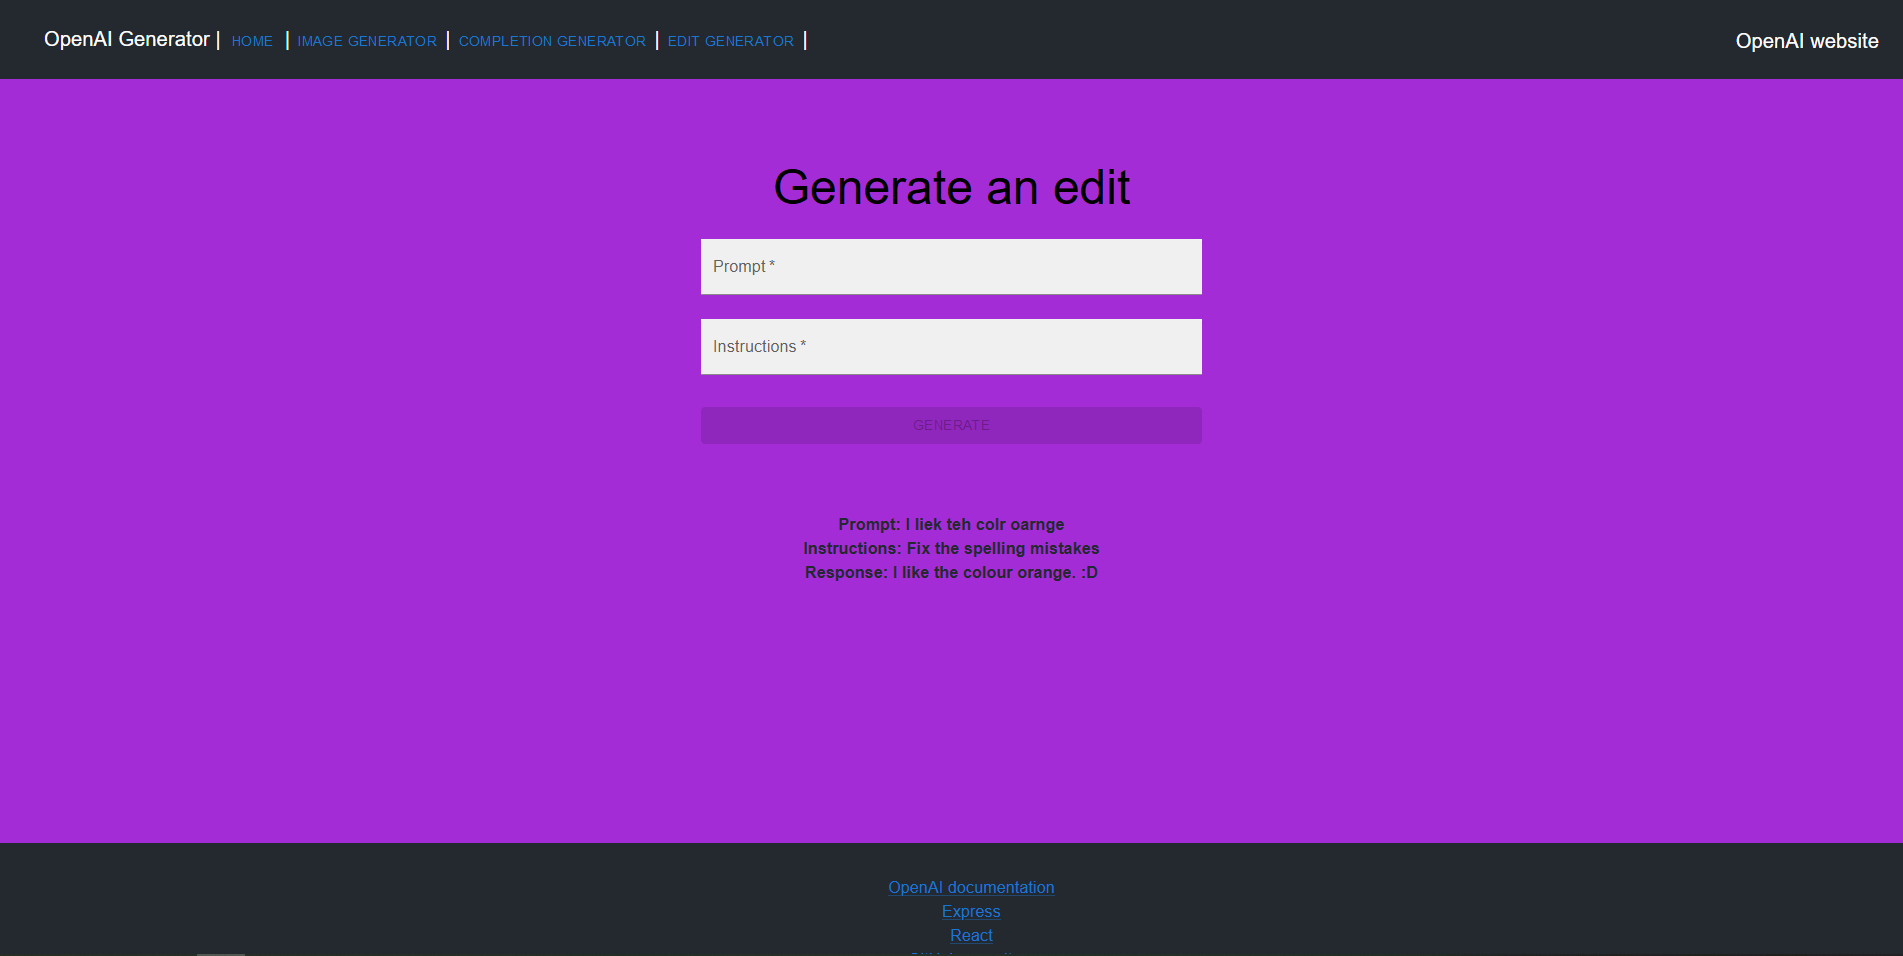 OpenAI Generator | HOME | IMAGE GENERATOR | COMPLETION GENERATOR | EDIT GENERATOR |
OpenAI website
Generate an edit
Prompt *
Instructions *
GENERATE
Prompt: I liek teh colr oarnge
Instructions: Fix the spelling mistakes
Response: I like the colour orange. :D
OpenAI documentation
Express
React